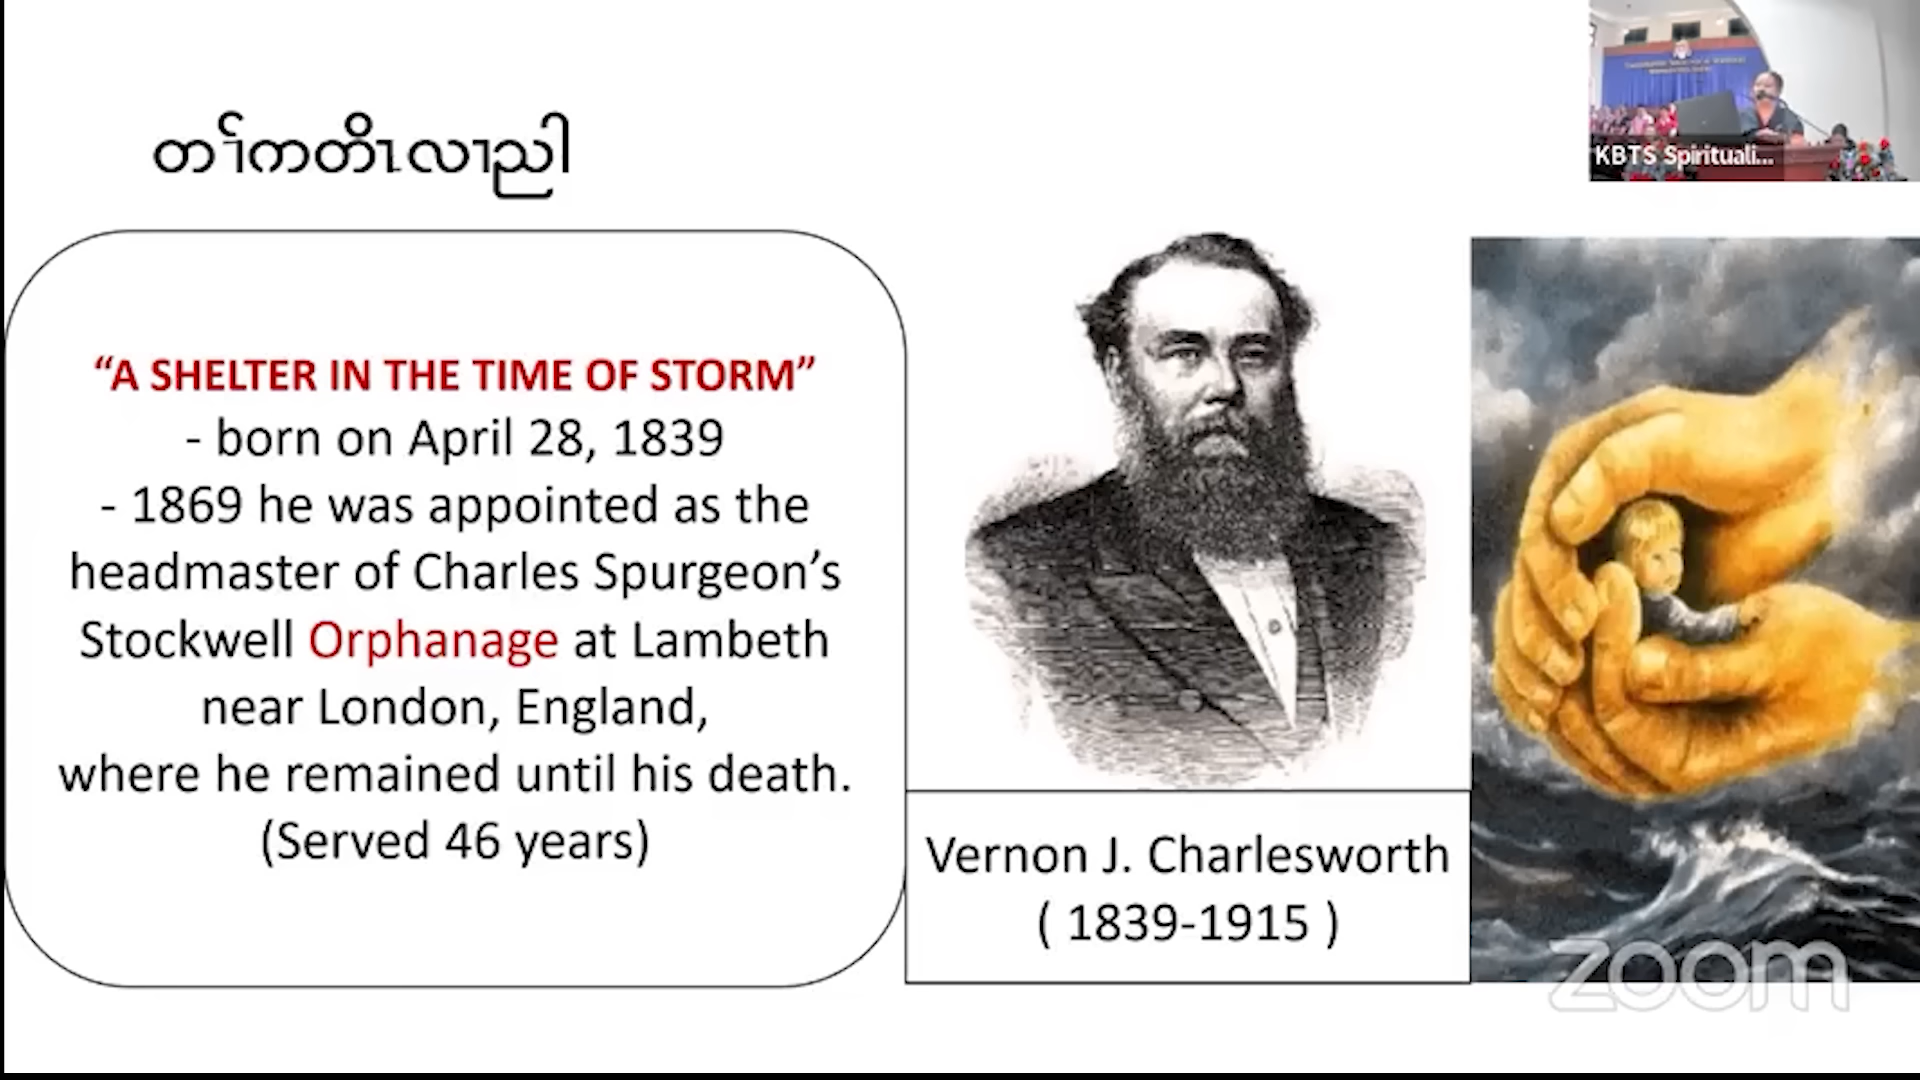 တၢ်ကတိၤလၢညါ
KBTS Spirituali...
“A SHELTER IN THE TIME OF STORM”
- born on April 28, 1839
- 1869 he was appointed as the
headmaster of Charles Spurgeon’s
Stockwell Orphanage at Lambeth
near London, England,
where he remained until his death.
(Served 46 years)
Vernon J. Charlesworth
( 1839-1915 )
zoom